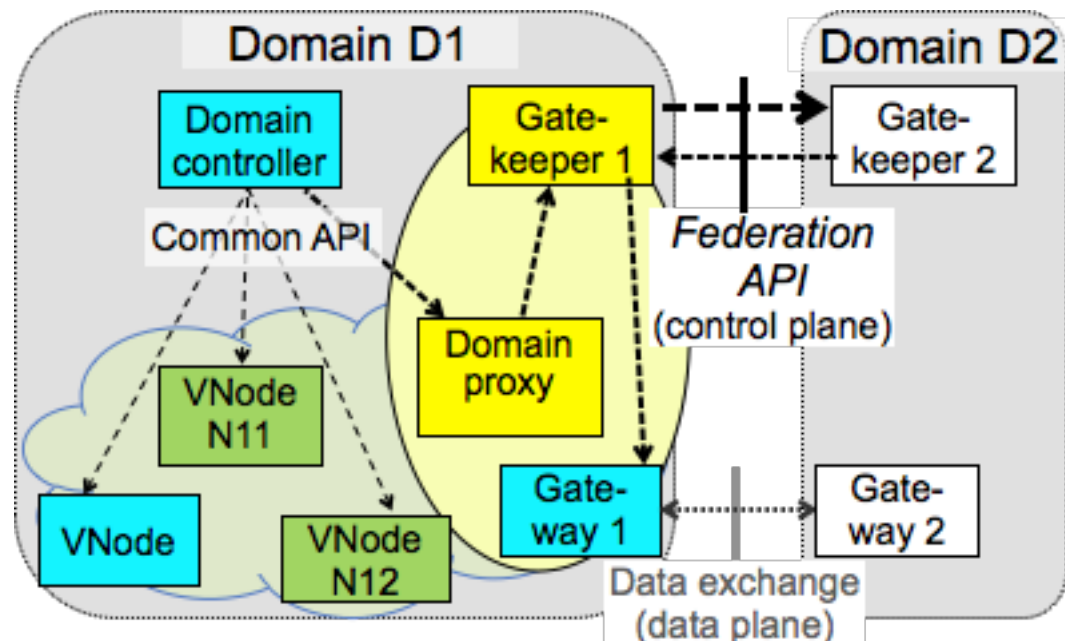 Domain D1
Domain D2
Domain
controller
Gate-
keeper 1
Gate-
keeper 2
Common API
Federation
API
(control plane)
Domain
proxy
VNode
N11
VNode
VNode
N12
Gate-
way 1
Gate-
way 2
Data exchange
(data plane)